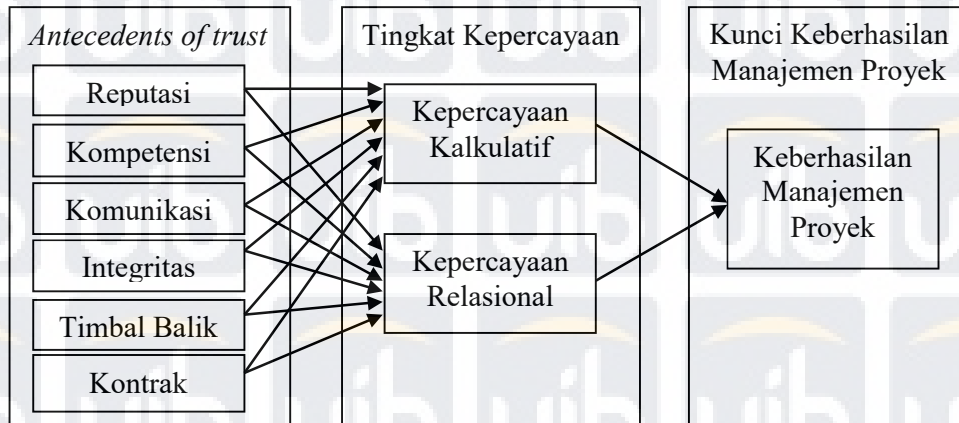 Antecedents of trust
Reputasi
Kompetensi
Komunikasi
Integritas
Timbal Balik
Kontrak
Tingkat Kepercayaan
Kepercayaan
Kalkulatif
Kepercayaan
Relasional
Kunci Keberhasilan
Manajemen Proyek
Keberhasilan
Manajemen
Proyek